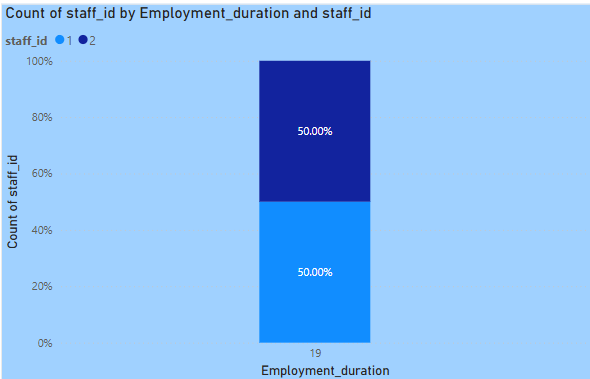 Count of staff_id by Employment_duration and staff_id
staff_id 1 2
100%
80%
60%
40%
20%
0%
Count of staff_id
50.00%
50.00%
19
Employment_duration